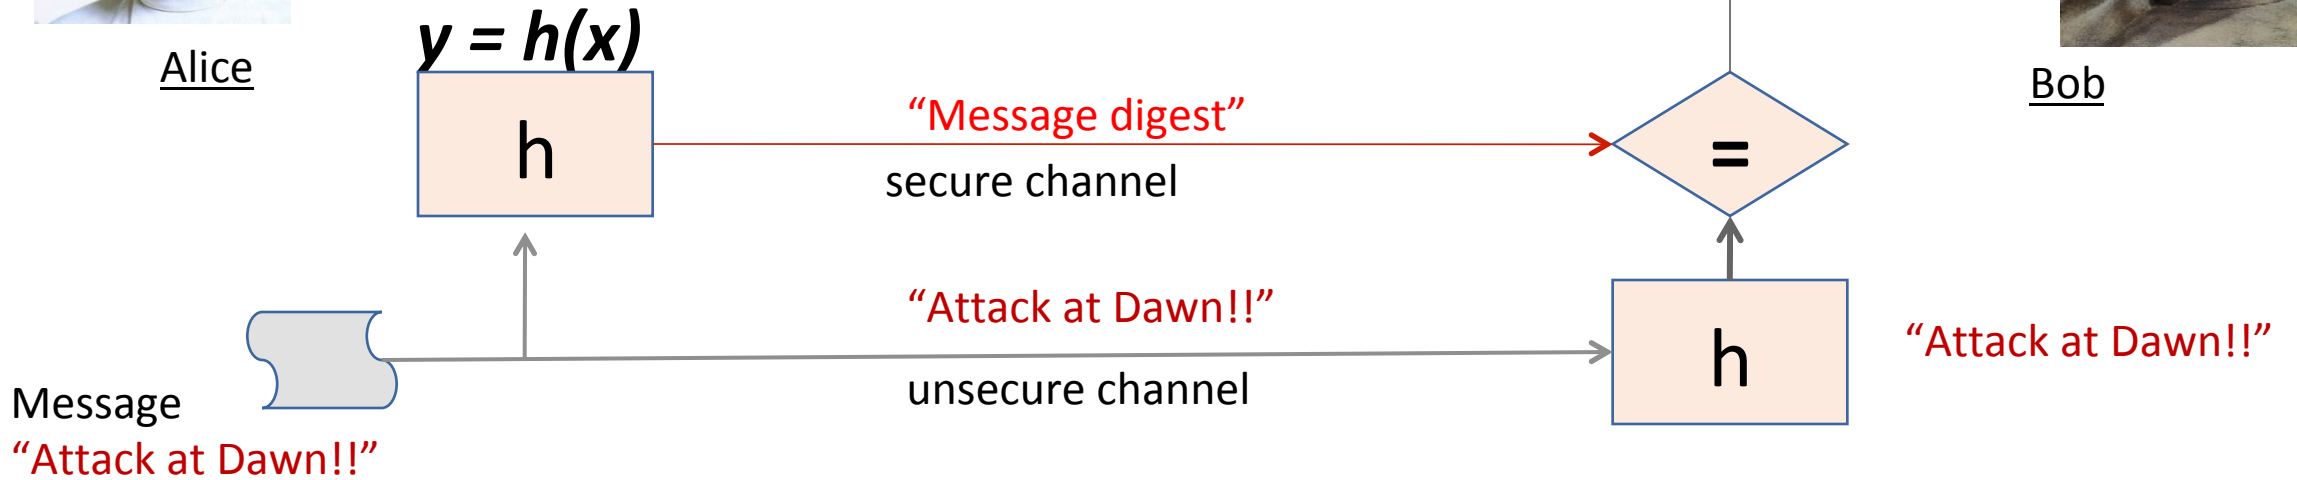 y = h(x)
Alice
Bob
“Message digest”
h
=
secure channel
“Attack at Dawn!!”
“Attack at Dawn!!”
h
unsecure channel
Message
“Attack at Dawn!!”